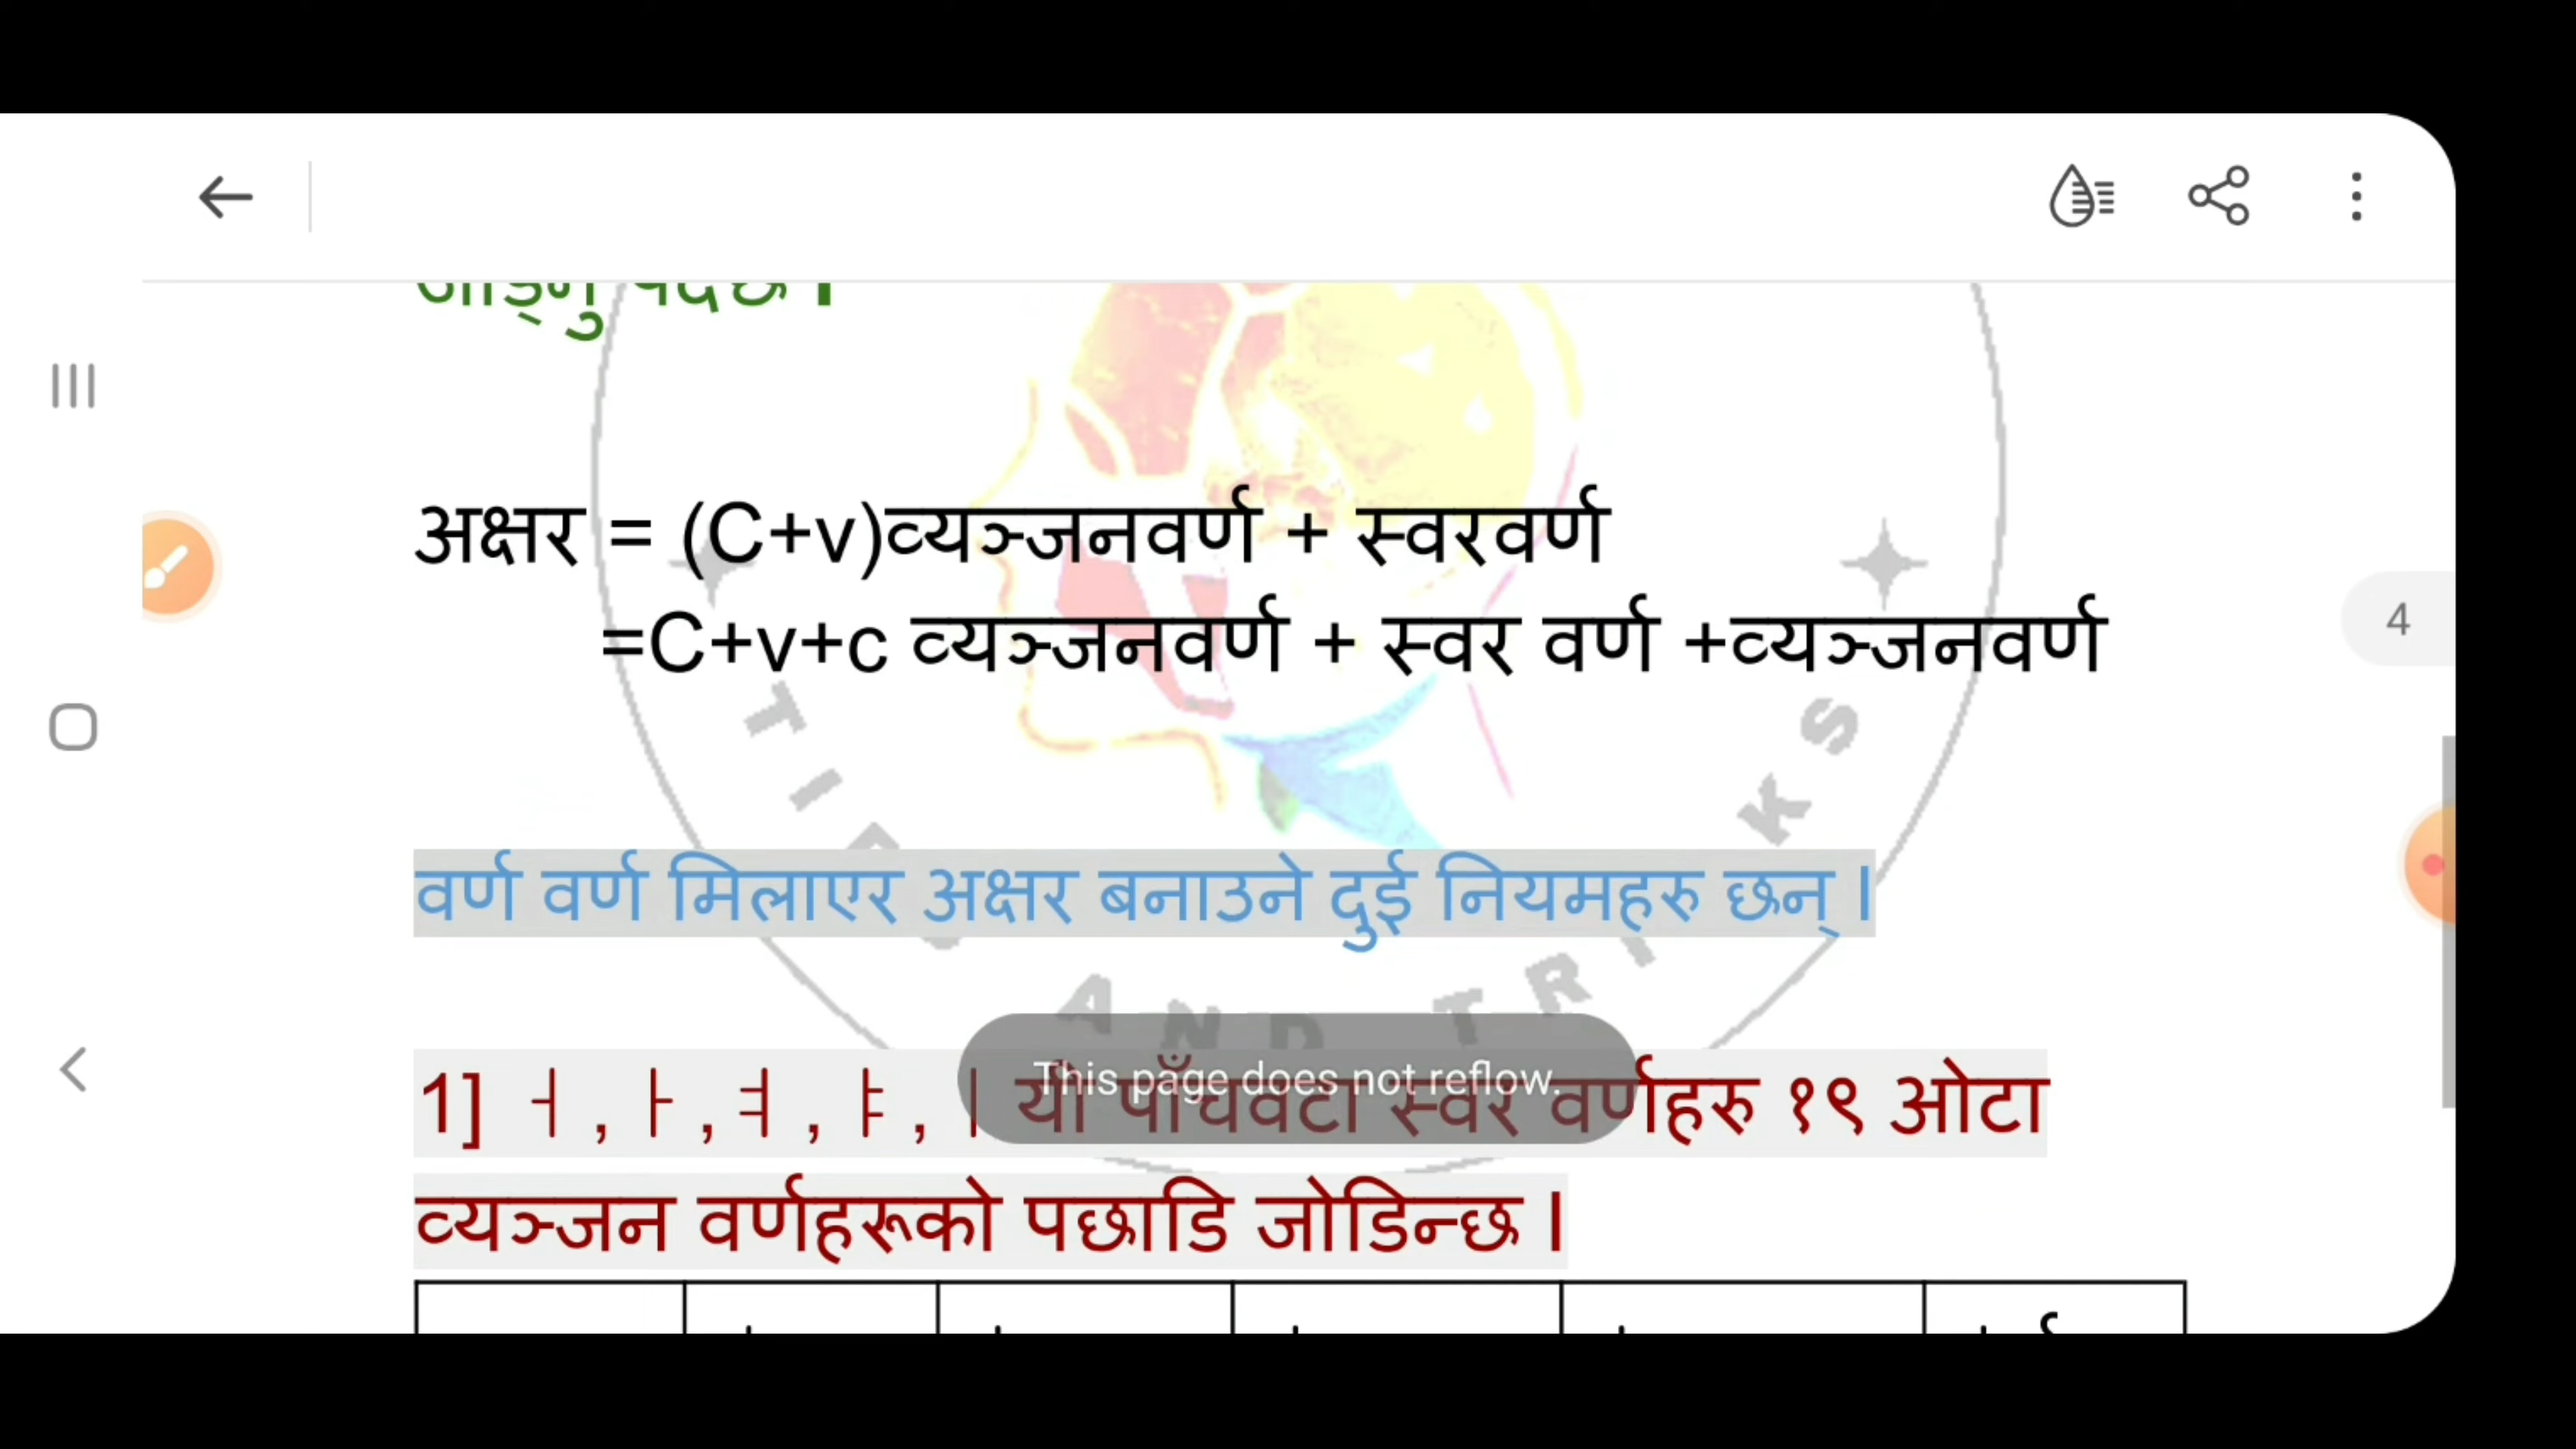 अक्षर = (C+v)व्यञ्जनवर्ण + स्वरवर्ण
=C+v+c व्यञ्जनवर्ण + स्वर वर्ण +व्यञ्जनवर्ण
4
वर्ण वर्ण मिलाएर अक्षर बनाउने दुई नियमहरु छन् ।
1] ㅓ, ㅏ, ㅕ, ㅑ, ㅣ यी पाँचवटा स्वर वर्णहरु १९ ओटा
This page does not reflow.
व्यञ्जन वर्णहरूको पछाडि जोडिन्छ ।
AND TRICKS